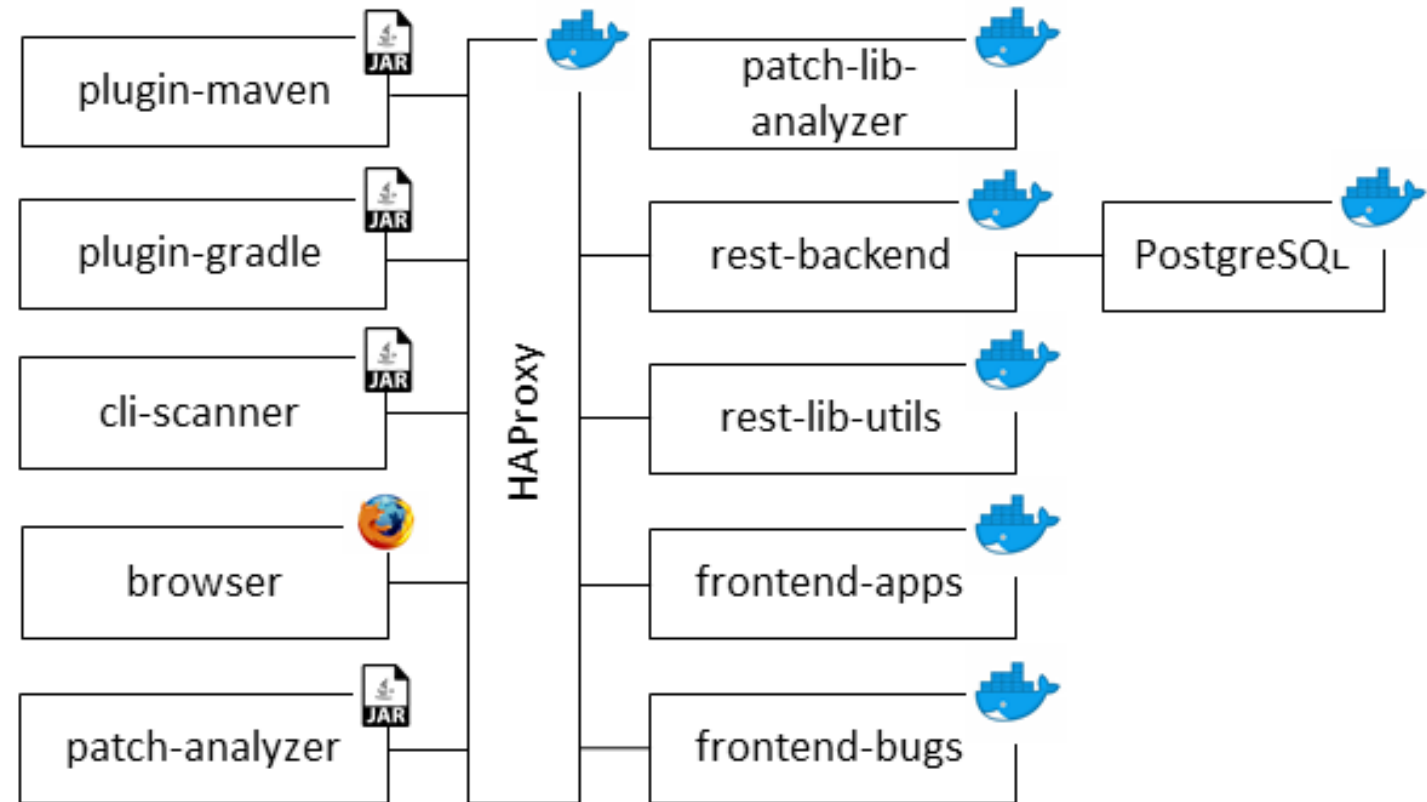 plugin-maven
JAR
plugin-gradle
JAR
cli-scanner
JAR
browser
patch-analyzer
JAR
HAProxy
patch-lib-
analyzer
rest-backend
PostgreSQL
rest-lib-utils
frontend-apps
frontend-bugs